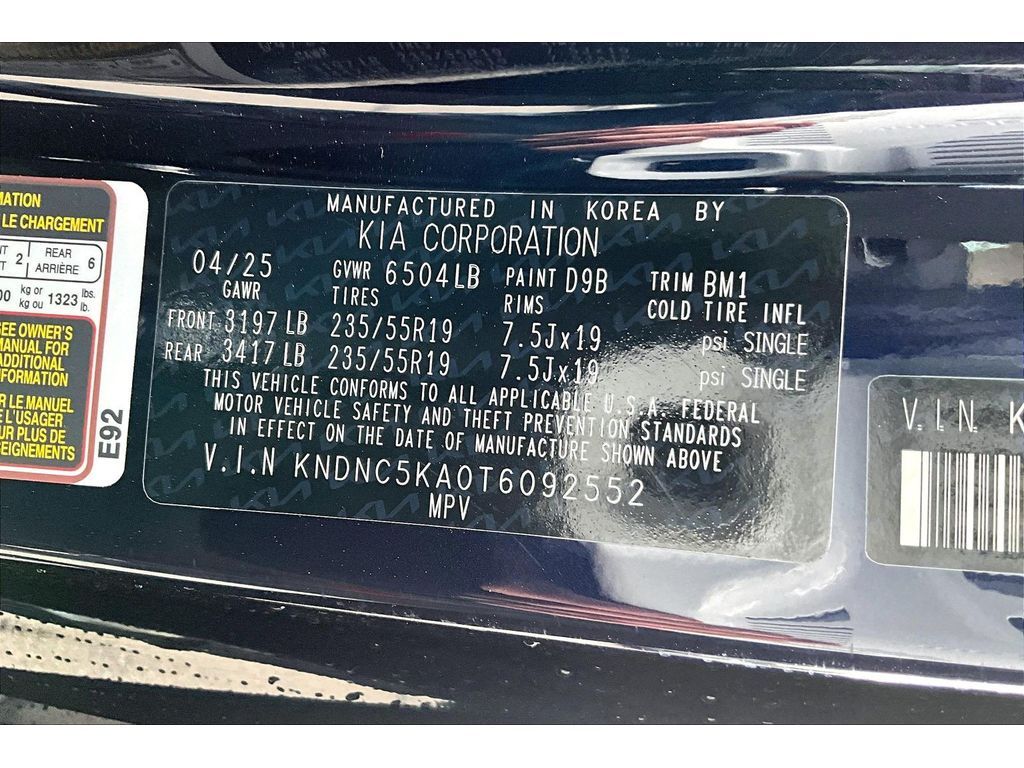 MANUFACTURED IN KOREA BY
KIA CORPORATION
04/25 GVWR 6504LB PAINT D9B TRIM BM1
GAWR TIRES RIMS COLD TIRE INFL
FRONT 3197 LB 235/55R19 7.5Jx19 psi SINGLE
REAR 3417 LB 235/55R19 7.5Jx19 psi SINGLE
THIS VEHICLE CONFORMS TO ALL APPLICABLE U.S.A. FEDERAL
MOTOR VEHICLE SAFETY AND THEFT PREVENTION STANDARDS
IN EFFECT ON THE DATE OF MANUFACTURE SHOWN ABOVE
V.I.N KNDNC5KA0T6092552
MPV
LE CHARGEMENT
2 REAR 6
ARRIÈRE
kg or 1323 lbs.
kg ou lb.
SEE OWNER'S
MANUAL FOR
ADDITIONAL
INFORMATION
LE MANUEL
L'USAGER
PLUS DE
E92
V.I.N. K